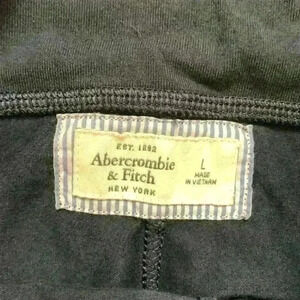 EST. 1892
Abercrombie
& Fitch
NEW YORK
L
MADE
IN VIETNAM